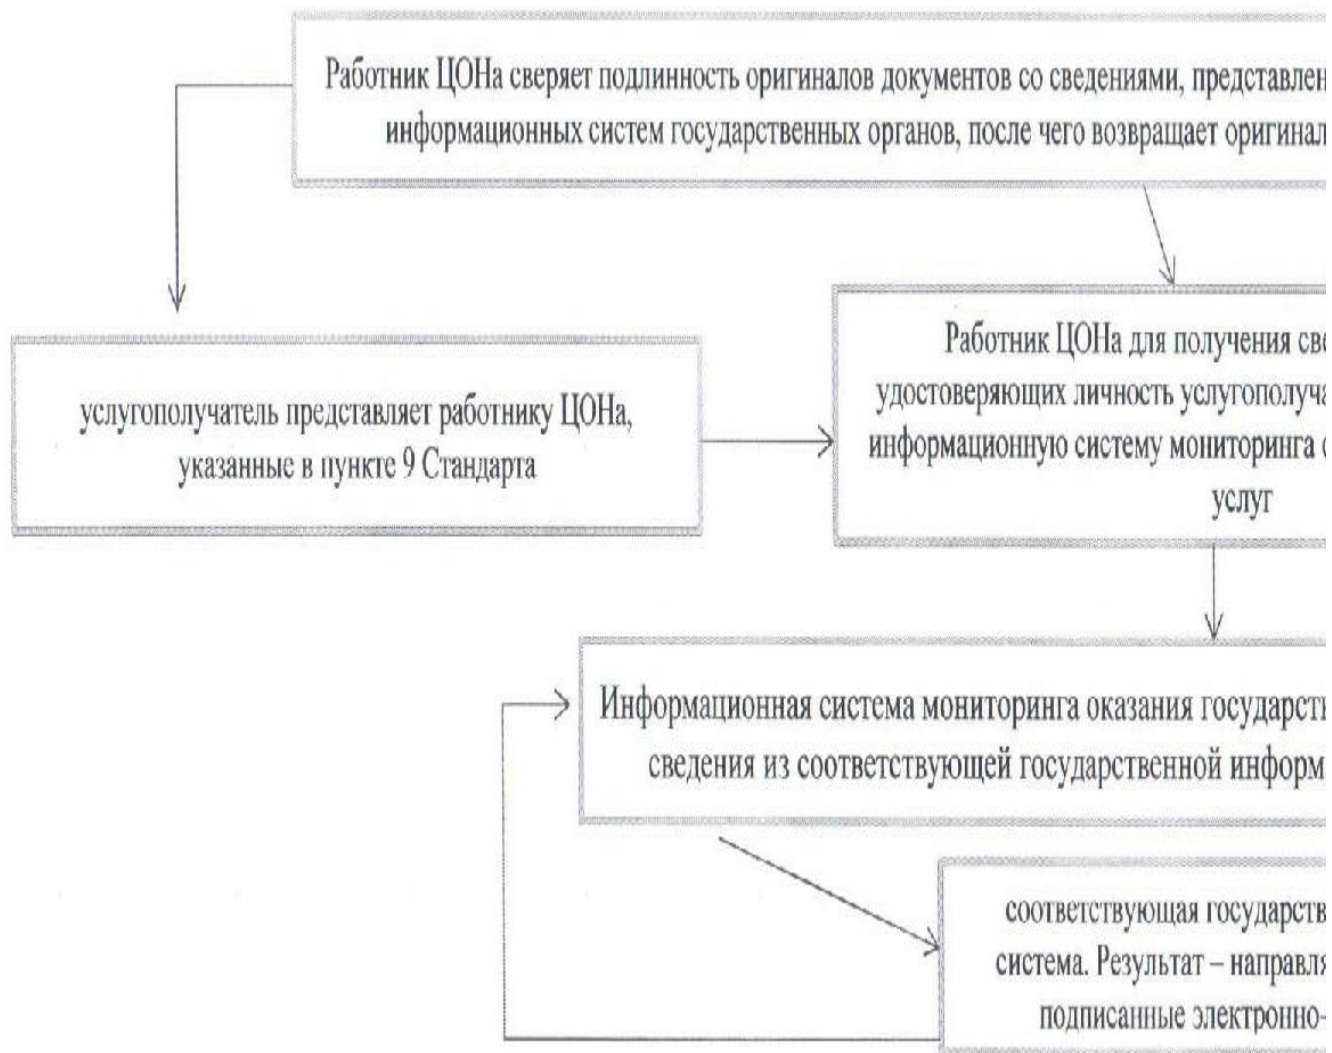 Работник ЦОНа сверяет подлинность оригиналов документов со сведениями, представлен
информационных систем государственных органов, после чего возвращает оригинал
услугополучатель представляет работнику ЦОНа,
указанные в пункте 9 Стандарта
Работник ЦОНа для получения све
удостоверяющих личность услугополуча
информационную систему мониторинга о
услуг
Информационная система мониторинга оказания государств
сведения из соответствующей государственной информ
соответствующая государств
система. Результат – направля
подписанные электронно-